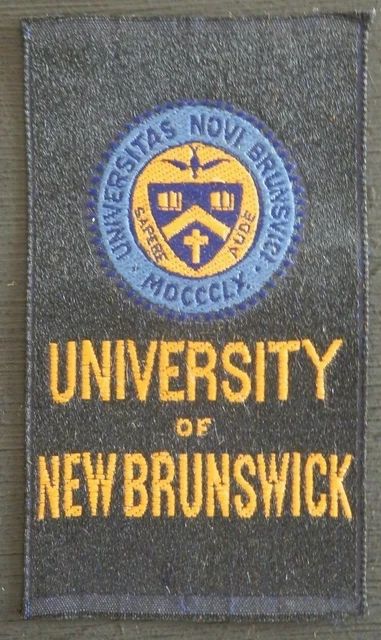 UNIVERSITAS NOVI BRUNSVICI
SAPERE AUDE
MDCCCLX
UNIVERSITY
OF
NEW BRUNSWICK